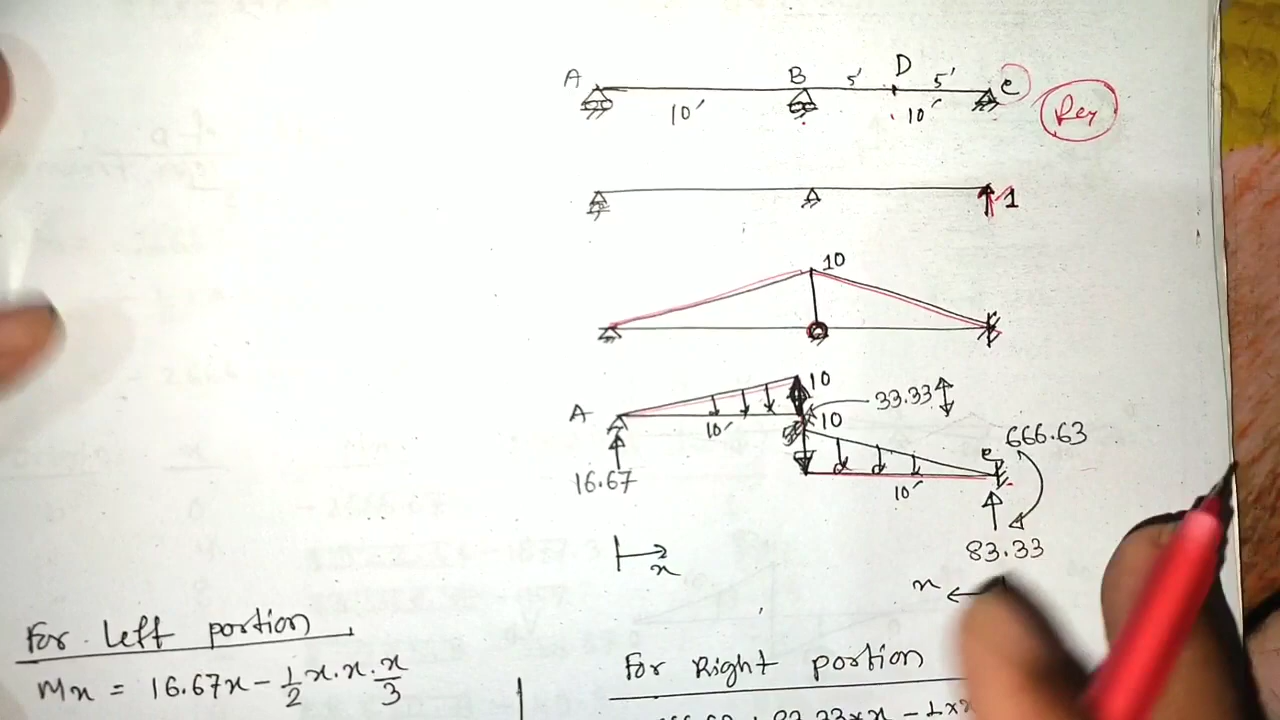 A B 5' D 5' C
10' 10' Rex
1
10
A 10 33.33
10' 10 666.63
16.67 10'
83.33
x
x
For Left portion
Mx = 16.67x - 1/2 x.x.x/3
For Right portion